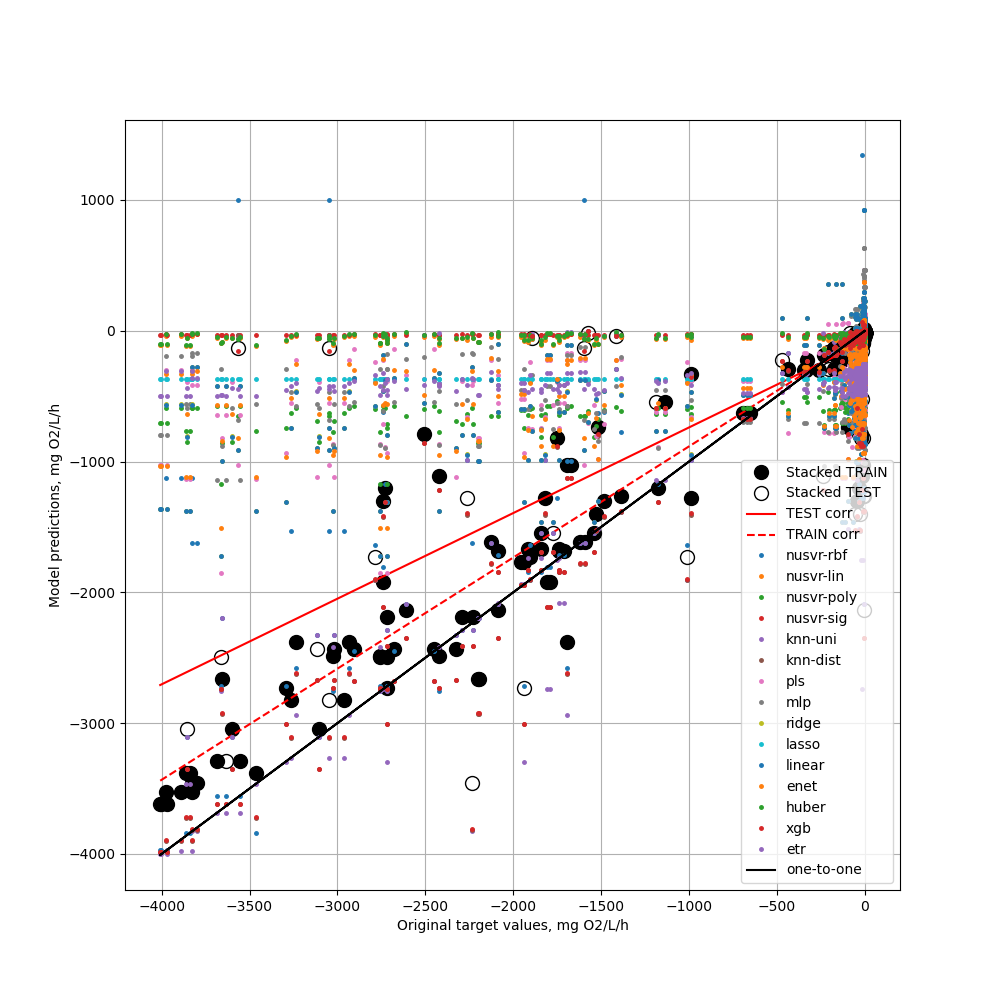 1000
0
−1000
−2000
−3000
−4000
Model predictions, mg O2/L/h
−4000 −3500 −3000 −2500 −2000 −1500 −1000 −500 0
Original target values, mg O2/L/h
Stacked TRAIN
Stacked TEST
TEST corr
TRAIN corr
nusvr-rbf
nusvr-lin
nusvr-poly
nusvr-sig
knn-uni
knn-dist
pls
mlp
ridge
lasso
linear
enet
huber
xgb
etr
one-to-one